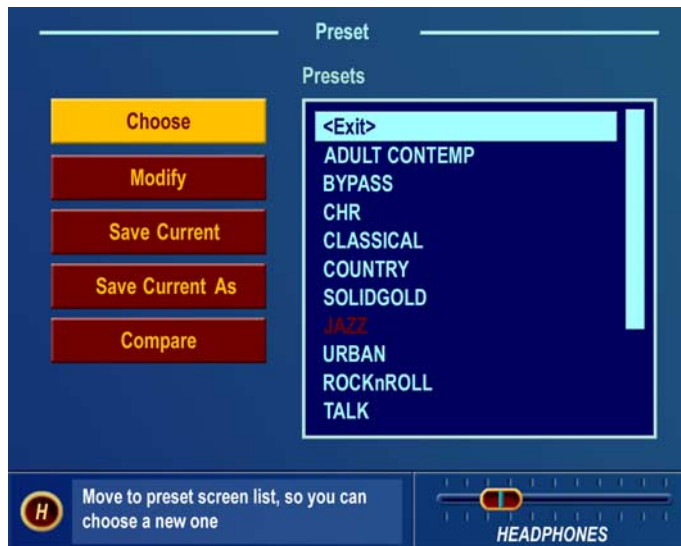 Preset
Presets
Choose
Modify
Save Current
Save Current As
Compare
<Exit>
ADULT CONTEMP
BYPASS
CHR
CLASSICAL
COUNTRY
SOLIDGOLD
JAZZ
URBAN
ROCKnROLL
TALK
H
Move to preset screen list, so you can
choose a new one
HEADPHONES